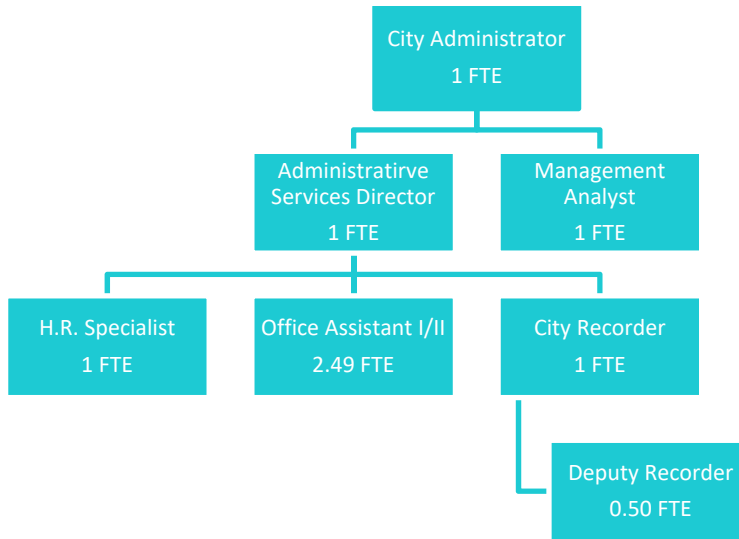 City Administrator
1 FTE
Administratirve
Services Director
1 FTE
Management
Analyst
1 FTE
H.R. Specialist
1 FTE
Office Assistant I/II
2.49 FTE
City Recorder
1 FTE
Deputy Recorder
0.50 FTE